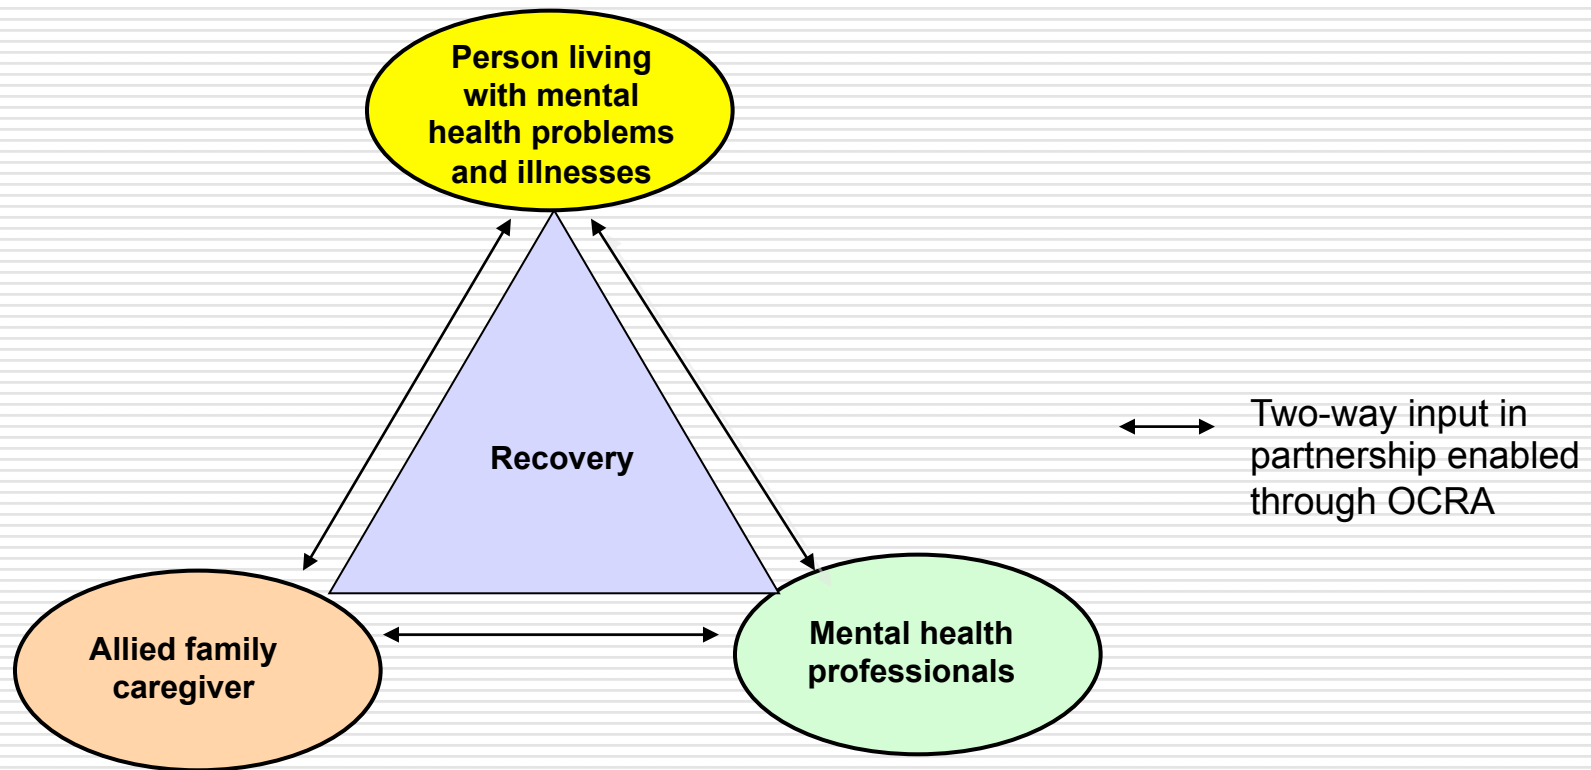 Person living
with mental
health problems
and illnesses
Recovery
Two-way input in
partnership enabled
through OCRA
Allied family
caregiver
Mental health
professionals